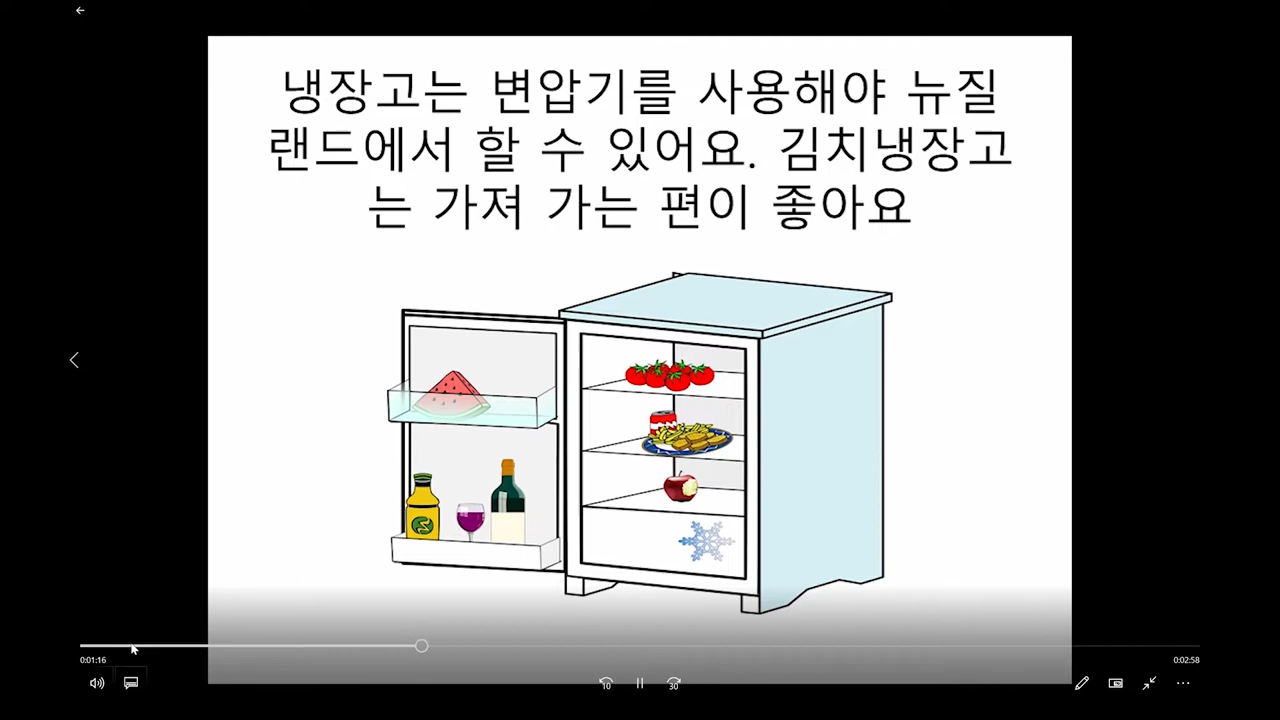 냉장고는 변압기를 사용해야 뉴질
랜드에서 할 수 있어요. 김치냉장고
는 가져 가는 편이 좋아요
0:01:16
0:02:58
10
30